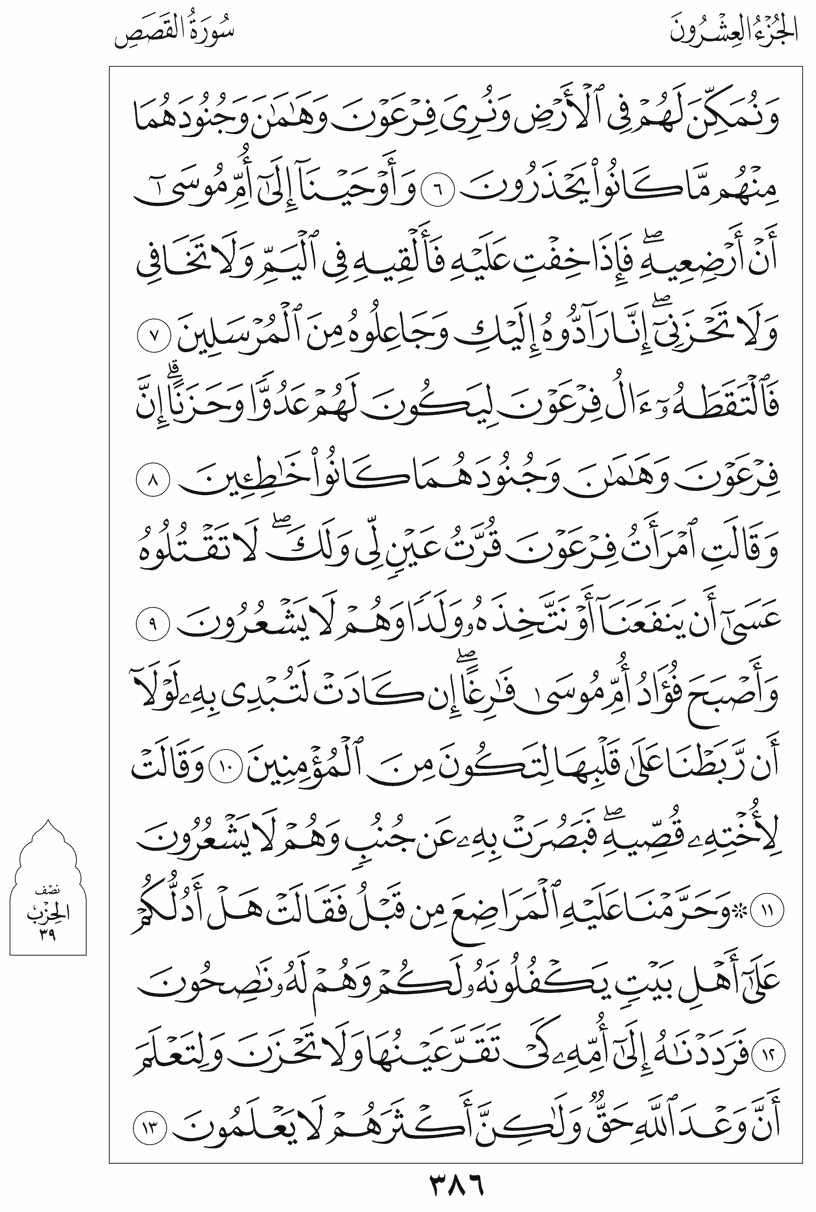 الجُزْءُ العِشْرُونَ
سُورَةُ القَصَصِ
وَنُمَكِّنَ لَهُمْ فِي ٱلْأَرْضِ وَنُرِىَ فِرْعَوْنَ وَهَٰمَٰنَ وَجُنُودَهُمَا
مِنْهُم مَّا كَانُوا۟ يَحْذَرُونَ ٦ وَأَوْحَيْنَآ إِلَىٰٓ أُمِّ مُوسَىٰٓ
أَنْ أَرْضِعِيهِۖ فَإِذَا خِفْتِ عَلَيْهِ فَأَلْقِيهِ فِى ٱلْيَمِّ وَلَا تَخَافِى
وَلَا تَحْزَنِىٓۖ إِنَّا رَآدُّوهُ إِلَيْكِ وَجَاعِلُوهُ مِنَ ٱلْمُرْسَلِينَ ٧
فَٱلْتَقَطَهُۥٓ ءَالُ فِرْعَوْنَ لِيَكُونَ لَهُمْ عَدُوًّا وَحَزَنًاۗ إِنَّ
فِرْعَوْنَ وَهَٰمَٰنَ وَجُنُودَهُمَا كَانُوا۟ خَٰطِـِٔينَ ٨
وَقَالَتِ ٱمْرَأَتُ فِرْعَوْنَ قُرَّتُ عَيْنٍ لِّى وَلَكَۖ لَا تَقْتُلُوهُ
عَسَىٰٓ أَن يَنفَعَنَآ أَوْ نَتَّخِذَهُۥ وَلَدًا وَهُمْ لَا يَشْعُرُونَ ٩
وَأَصْبَحَ فُؤَادُ أُمِّ مُوسَىٰ فَٰرِغًاۖ إِن كَادَتْ لَتُبْدِى بِهِۦ لَوْلَآ
أَن رَّبَطْنَا عَلَىٰ قَلْبِهَا لِتَكُونَ مِنَ ٱلْمُؤْمِنِينَ ١٠ وَقَالَتْ
لِأُخْتِهِۦ قُصِّيهِۖ فَبَصُرَتْ بِهِۦ عَن جُنُبٍ وَهُمْ لَا يَشْعُرُونَ
١١ * وَحَرَّمْنَا عَلَيْهِ ٱلْمَرَاضِعَ مِن قَبْلُ فَقَالَتْ هَلْ أَدُلُّكُمْ
عَلَىٰٓ أَهْلِ بَيْتٍ يَكْفُلُونَهُۥ لَكُمْ وَهُمْ لَهُۥ نَٰصِحُونَ
١٢ فَرَدَدْنَٰهُ إِلَىٰٓ أُمِّهِۦ كَىْ تَقَرَّ عَيْنُهَا وَلَا تَحْزَنَ وَلِتَعْلَمَ
أَنَّ وَعْدَ ٱللَّهِ حَقٌّ وَلَٰكِنَّ أَكْثَرَهُمْ لَا يَعْلَمُونَ ١٣
نصف
الحزب
٣٩
٣٨٦